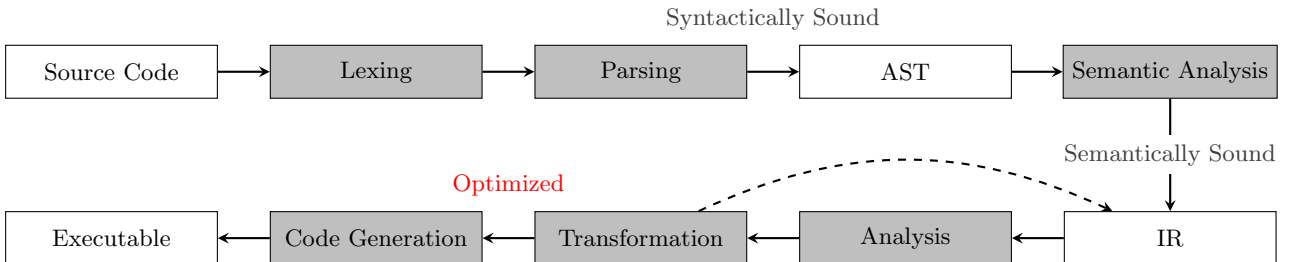 Syntactically Sound
Source Code
Lexing
Parsing
AST
Semantic Analysis
Semantically Sound
Optimized
Executable
Code Generation
Transformation
Analysis
IR